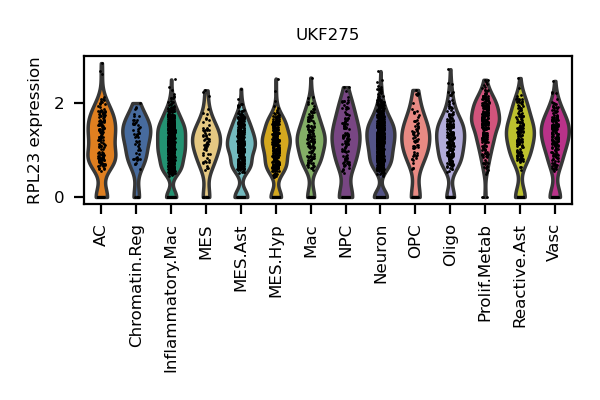 UKF275
RPL23 expression
2
0
AC
Chromatin.Reg
Inflammatory.Mac
MES
MES.Ast
MES.Hyp
Mac
NPC
Neuron
OPC
Oligo
Prolif.Metab
Reactive.Ast
Vasc